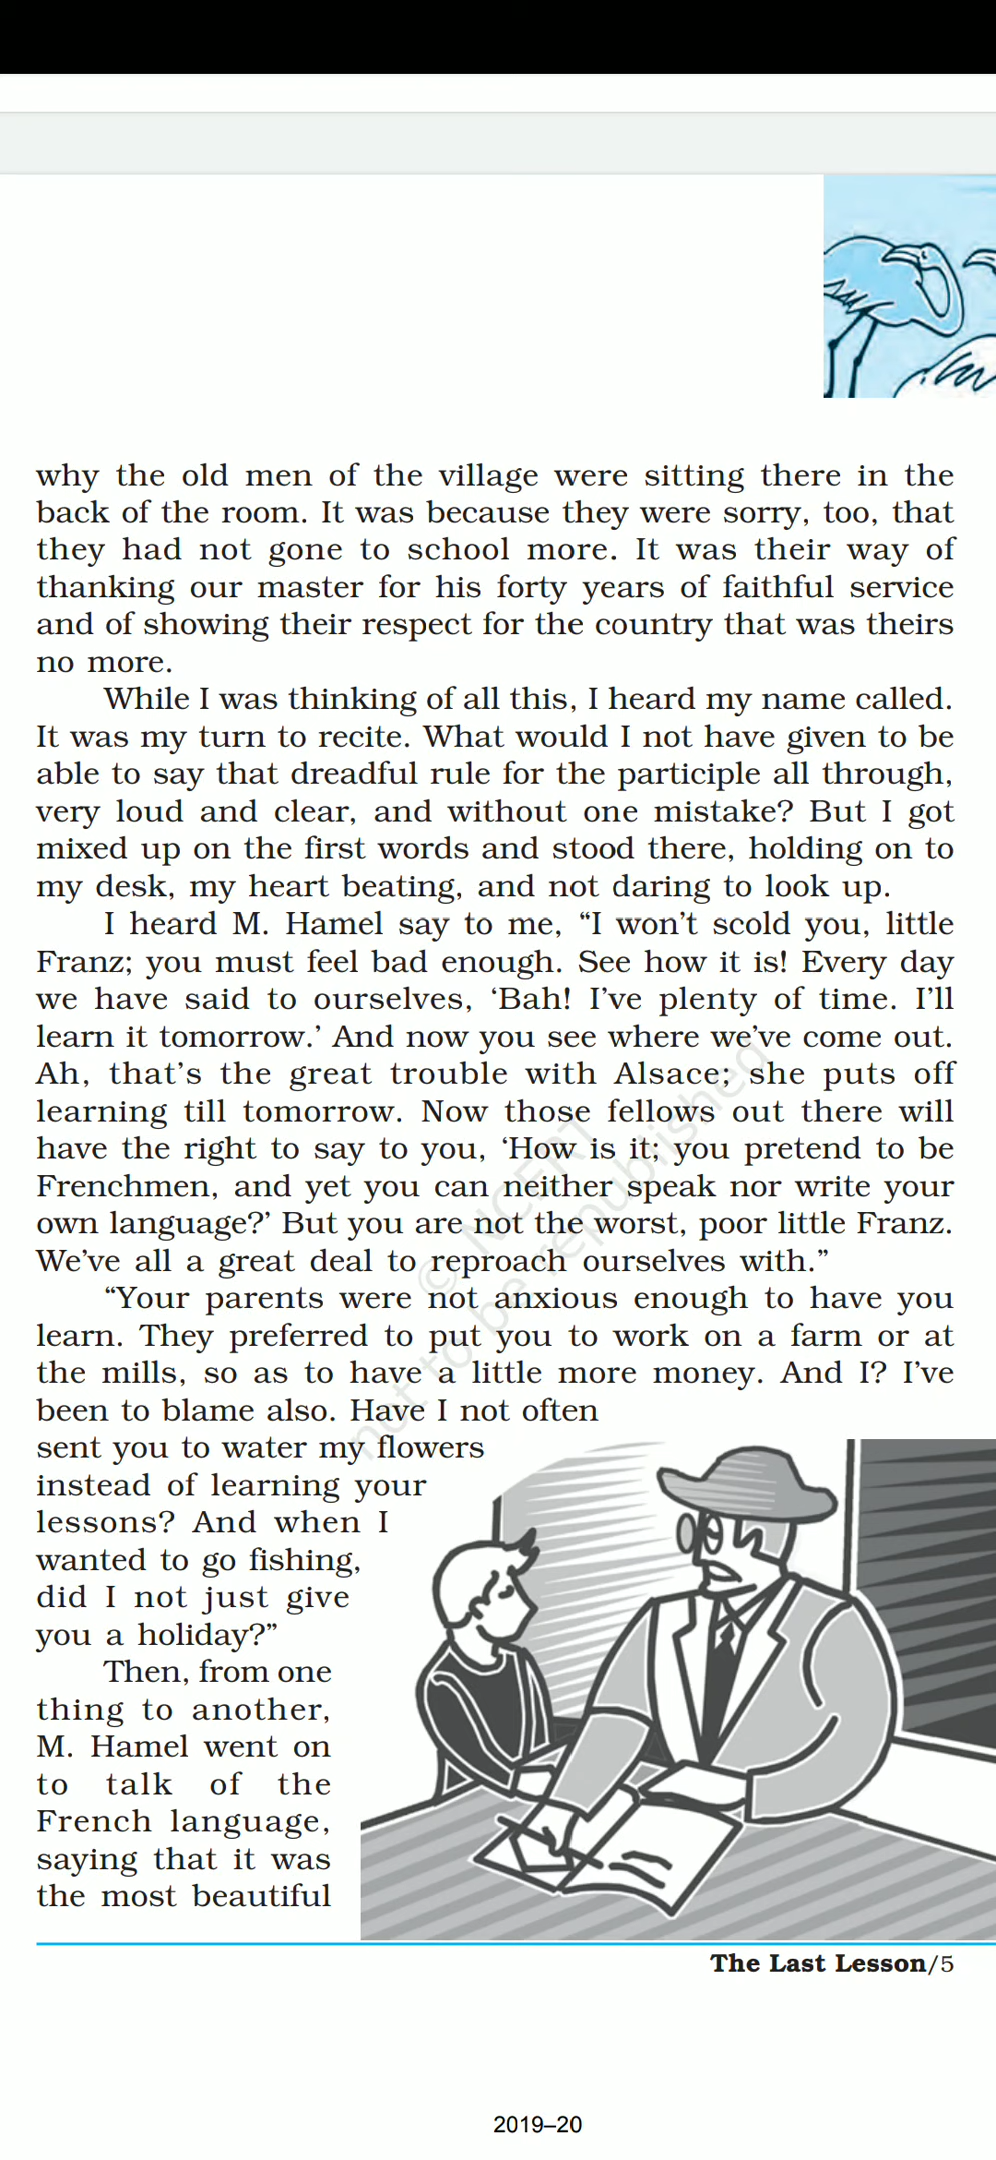 why the old men of the village were sitting there in the
back of the room. It was because they were sorry, too, that
they had not gone to school more. It was their way of
thanking our master for his forty years of faithful service
and of showing their respect for the country that was theirs
no more.
While I was thinking of all this, I heard my name called.
It was my turn to recite. What would I not have given to be
able to say that dreadful rule for the participle all through,
very loud and clear, and without one mistake? But I got
mixed up on the first words and stood there, holding on to
my desk, my heart beating, and not daring to look up.
I heard M. Hamel say to me, “I won’t scold you, little
Franz; you must feel bad enough. See how it is! Every day
we have said to ourselves, ‘Bah! I’ve plenty of time. I’ll
learn it tomorrow.’ And now you see where we’ve come out.
Ah, that’s the great trouble with Alsace; she puts off
learning till tomorrow. Now those fellows out there will
have the right to say to you, ‘How is it; you pretend to be
Frenchmen, and yet you can neither speak nor write your
own language?’ But you are not the worst, poor little Franz.
We’ve all a great deal to reproach ourselves with.”
“Your parents were not anxious enough to have you
learn. They preferred to put you to work on a farm or at
the mills, so as to have a little more money. And I? I’ve
been to blame also. Have I not often
sent you to water my flowers
instead of learning your
lessons? And when I
wanted to go fishing,
did I not just give
you a holiday?”
Then, from one
thing to another,
M. Hamel went on
to talk of the
French language,
saying that it was
the most beautiful
© NCERT
not to be republished
The Last Lesson/5
2019–20